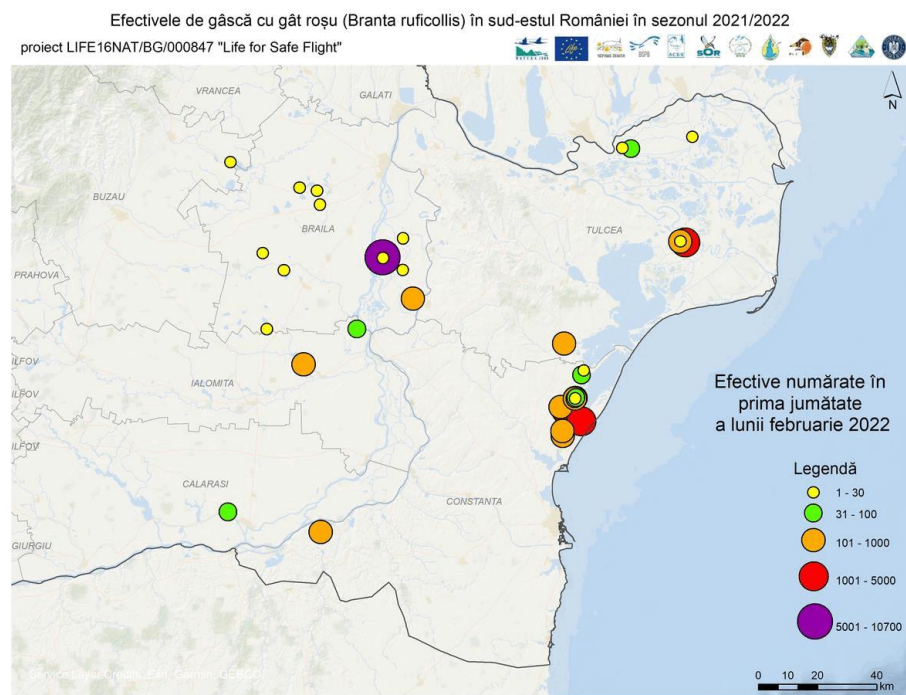 Efectivele de gâscă cu gât roșu (Branta ruficollis) în sud-estul României în sezonul 2021/2022
proiect LIFE16NAT/BG/000847 "Life for Safe Flight"
VRANCEA
GALATI
N
BUZAU
BRAILA
TULCEA
PRAHOVA
ILFOV
IALOMITA
ILFOV
ILFOV
CALARASI
CONSTANTA
GIURGIU
Efective numărate în
prima jumătate
a lunii februarie 2022
Legendă
1 - 30
31 - 100
101 - 1000
1001 - 5000
5001 - 10700
0 5 10 20 30 40
km
Service Layer Credits: Esri, Garmin, GEBCO,